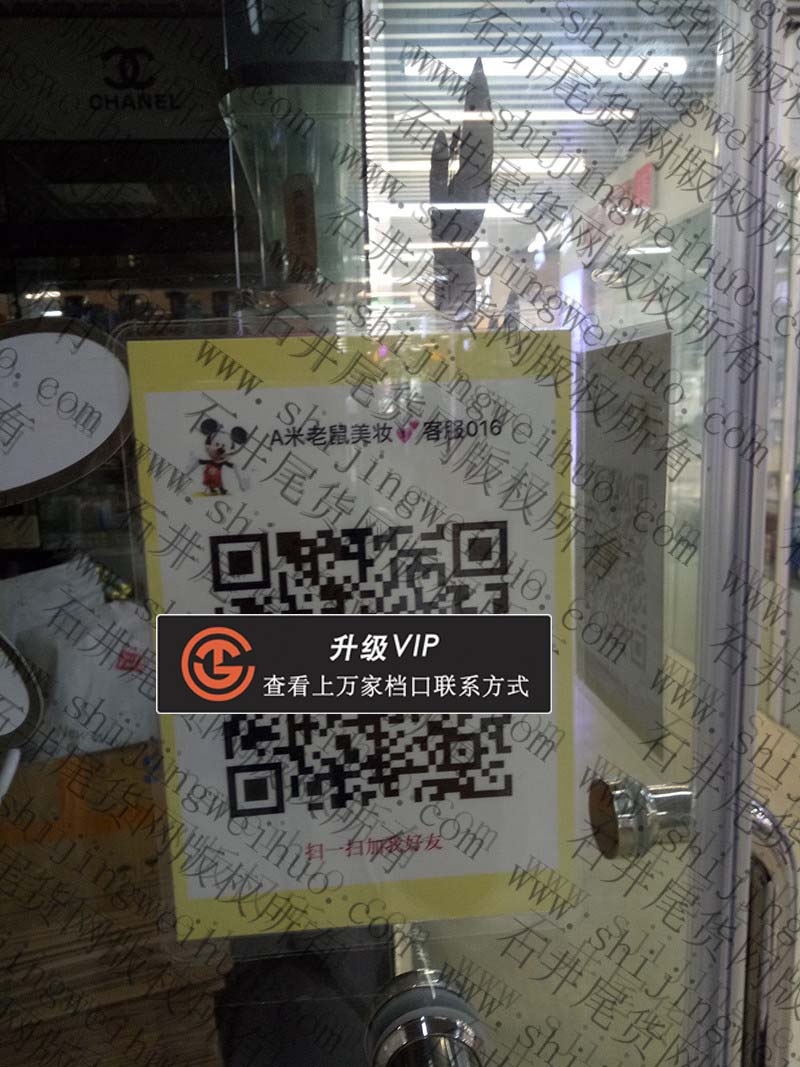 CHANEL
A米老鼠美妆💕客服016
升级VIP
查看上万家档口联系方式
扫一扫加我好友
www.shijingweihuo.com
石井尾货网版权所有